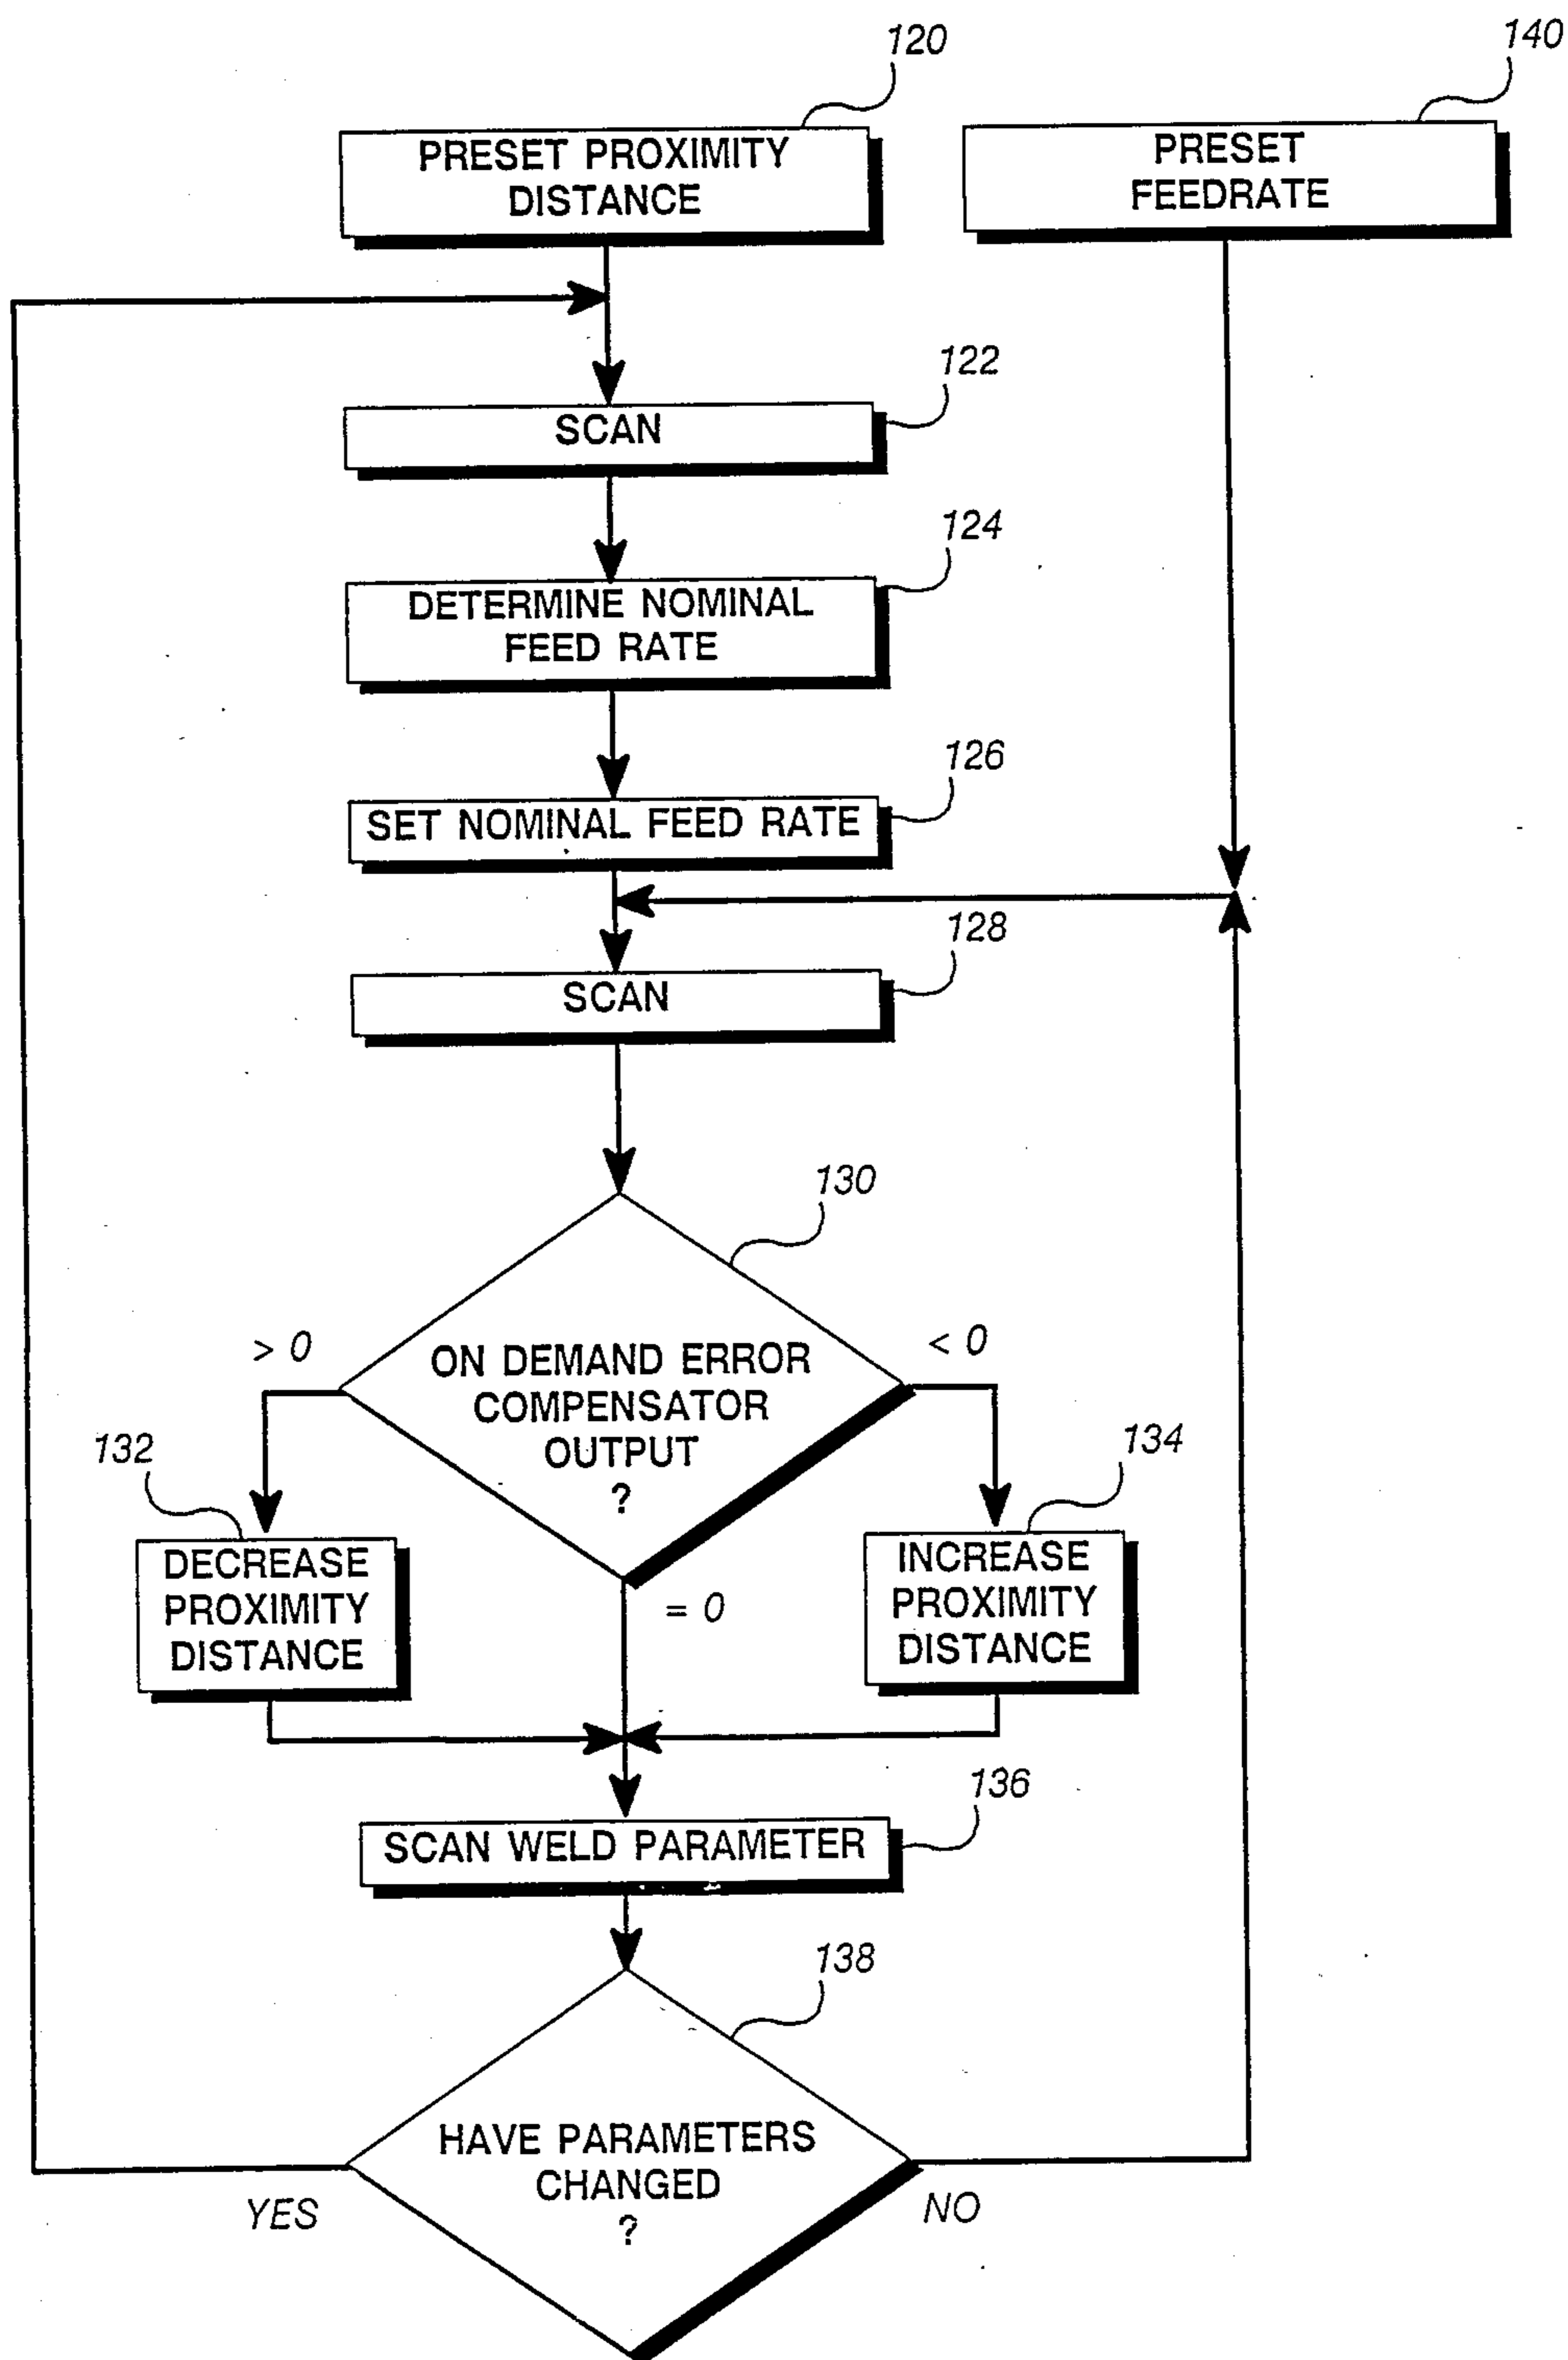 120
140
PRESET PROXIMITY
DISTANCE
PRESET
FEEDRATE
122
SCAN
124
DETERMINE NOMINAL
FEED RATE
126
SET NOMINAL FEED RATE
128
SCAN
130
> 0
< 0
ON DEMAND ERROR
COMPENSATOR
OUTPUT
?
132
134
DECREASE
PROXIMITY
DISTANCE
= 0
INCREASE
PROXIMITY
DISTANCE
136
SCAN WELD PARAMETER
138
HAVE PARAMETERS
CHANGED
?
YES
NO